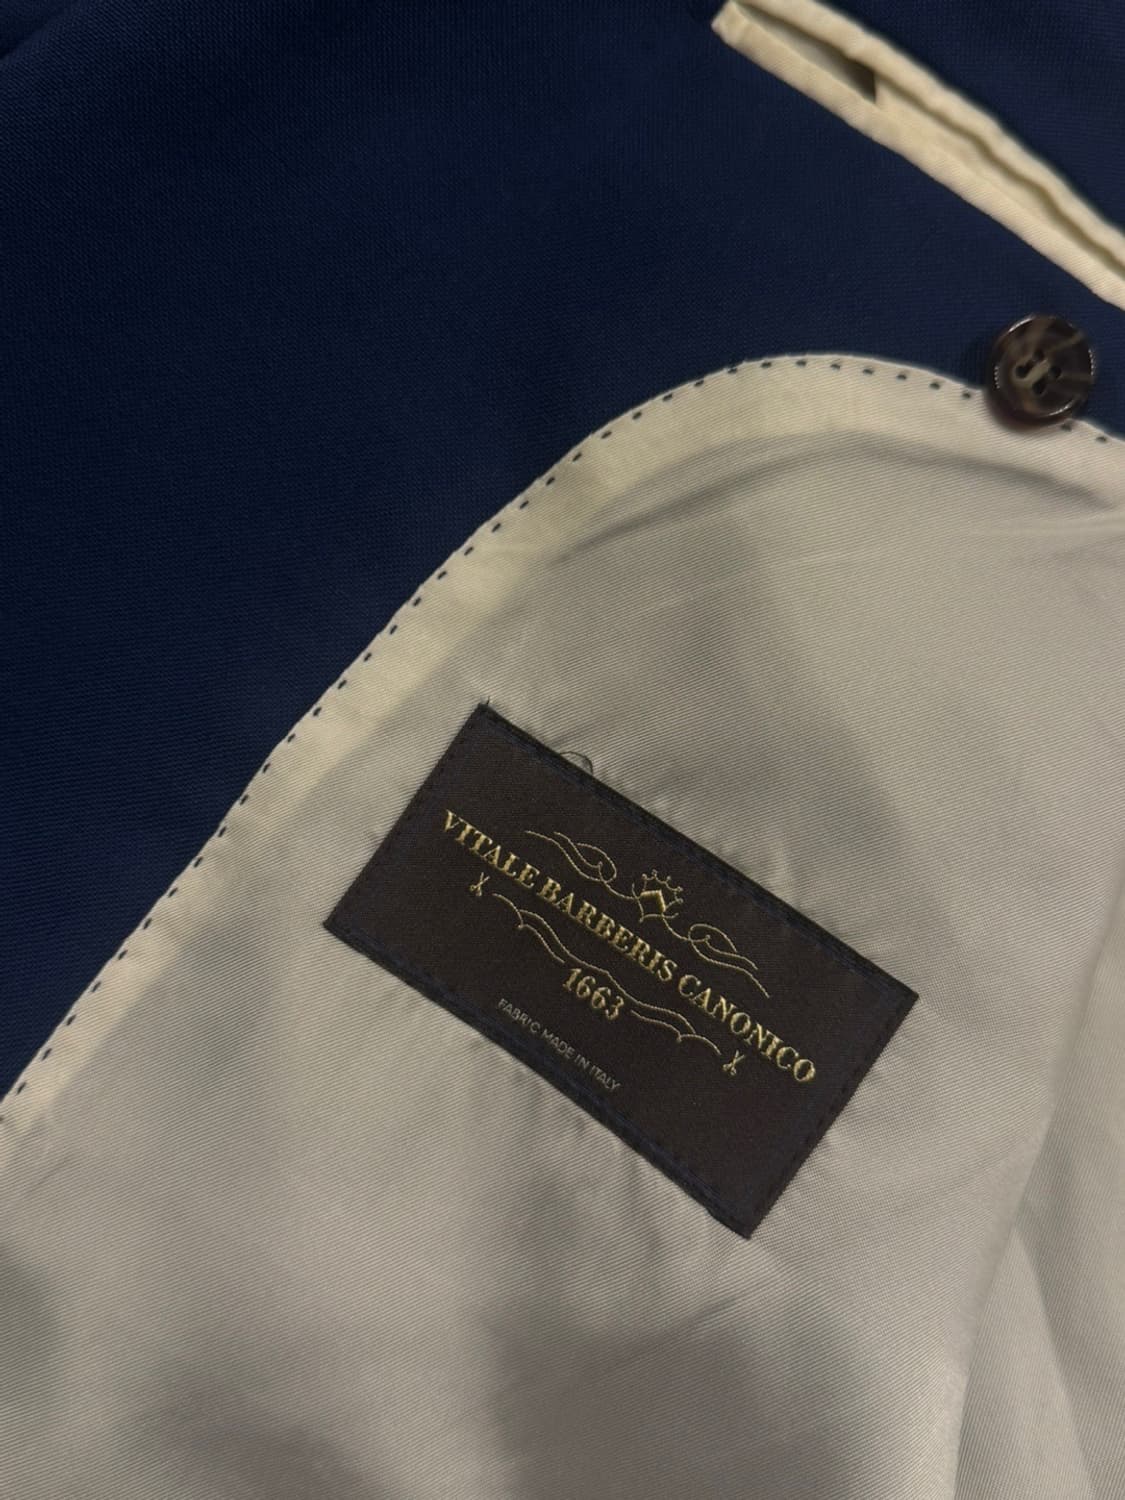 VITALE BARBERIS CANONICO
1663
FABRIC MADE IN ITALY